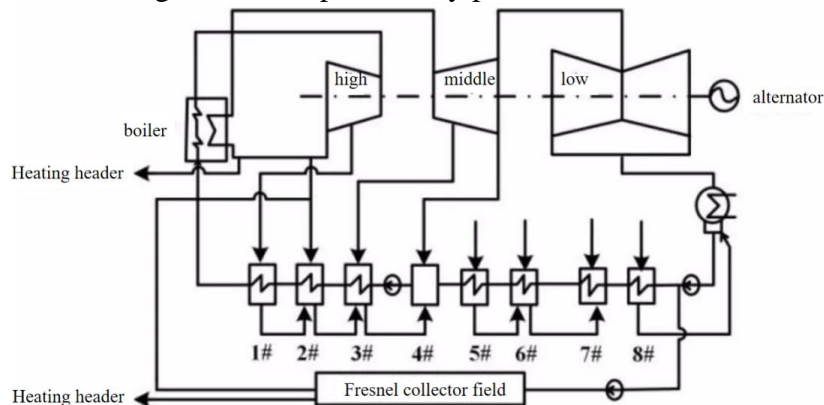 high
middle
low
alternator
boiler
Heating header
1# 2# 3# 4# 5# 6# 7# 8#
Fresnel collector field
Heating header